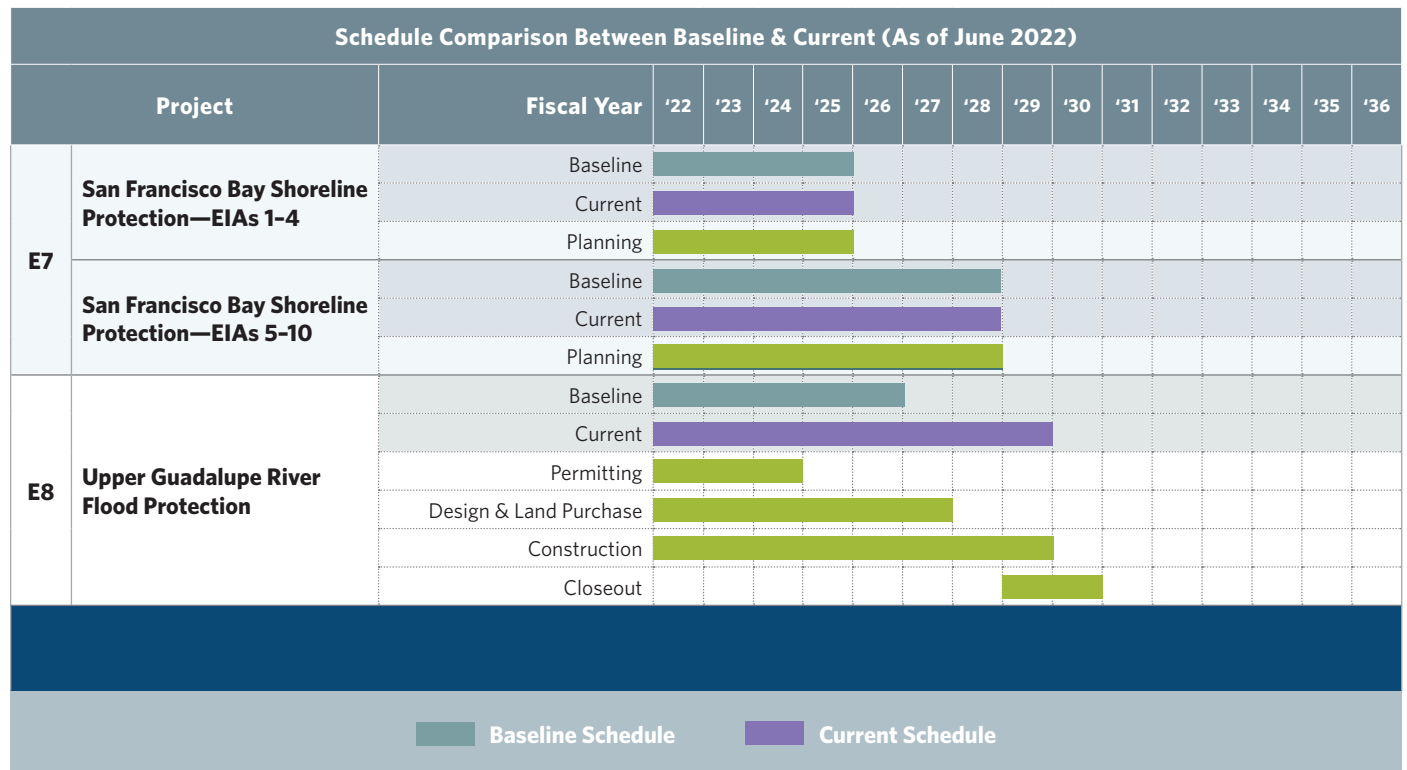 Schedule Comparison Between Baseline & Current (As of June 2022)
Project Fiscal Year ‘22 ‘23 ‘24 ‘25 ‘26 ‘27 ‘28 ‘29 ‘30 ‘31 ‘32 ‘33 ‘34 ‘35 ‘36
E7
San Francisco Bay Shoreline
Protection—EIAs 1–4
Baseline
Current
Planning
San Francisco Bay Shoreline
Protection—EIAs 5–10
Baseline
Current
Planning
E8
Upper Guadalupe River
Flood Protection
Baseline
Current
Permitting
Design & Land Purchase
Construction
Closeout
Baseline Schedule Current Schedule